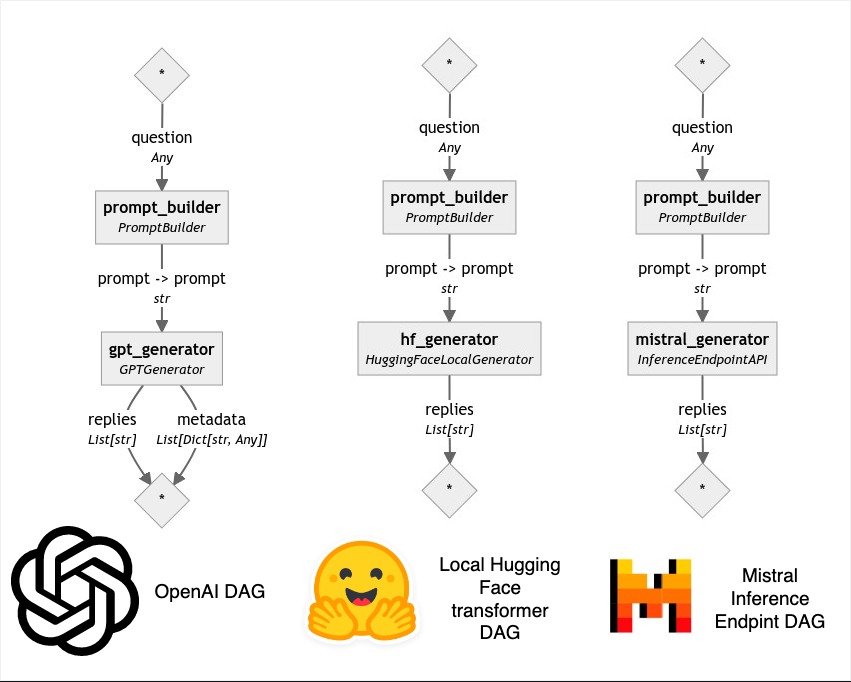 *
question
Any
prompt_builder
PromptBuilder
prompt -> prompt
str
gpt_generator
GPTGenerator
replies
List[str]
metadata
List[Dict[str, Any]]
*
OpenAI DAG
*
question
Any
prompt_builder
PromptBuilder
prompt -> prompt
str
hf_generator
HuggingFaceLocalGenerator
replies
List[str]
*
Local Hugging
Face
transformer
DAG
*
question
Any
prompt_builder
PromptBuilder
prompt -> prompt
str
mistral_generator
InferenceEndpointAPI
replies
List[str]
*
Mistral
Inference
Endpint DAG